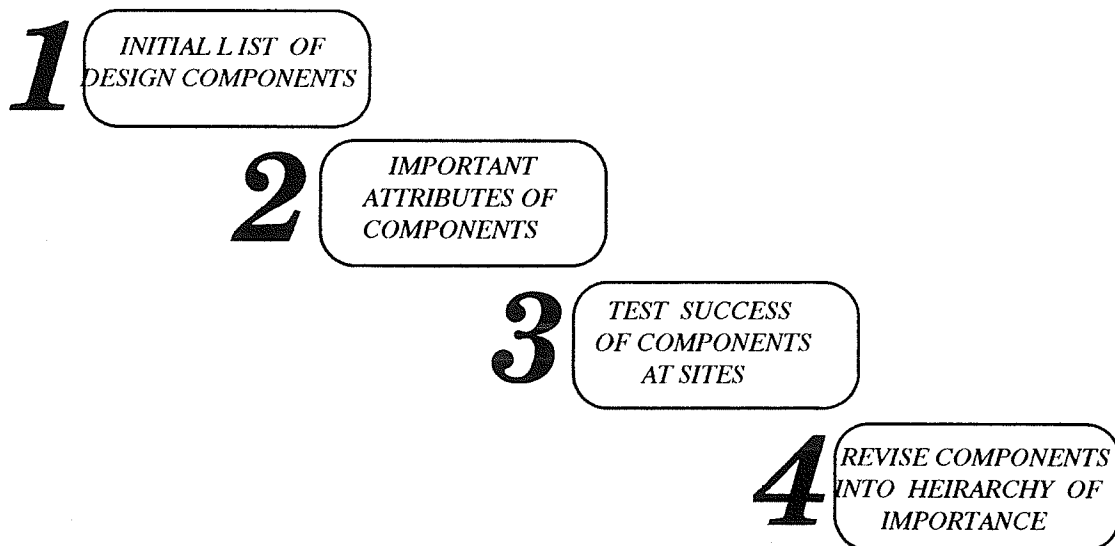 1
INITIAL LIST OF
DESIGN COMPONENTS
2
IMPORTANT
ATTRIBUTES OF
COMPONENTS
3
TEST SUCCESS
OF COMPONENTS
AT SITES
4
REVISE COMPONENTS
INTO HEIRARCHY OF
IMPORTANCE